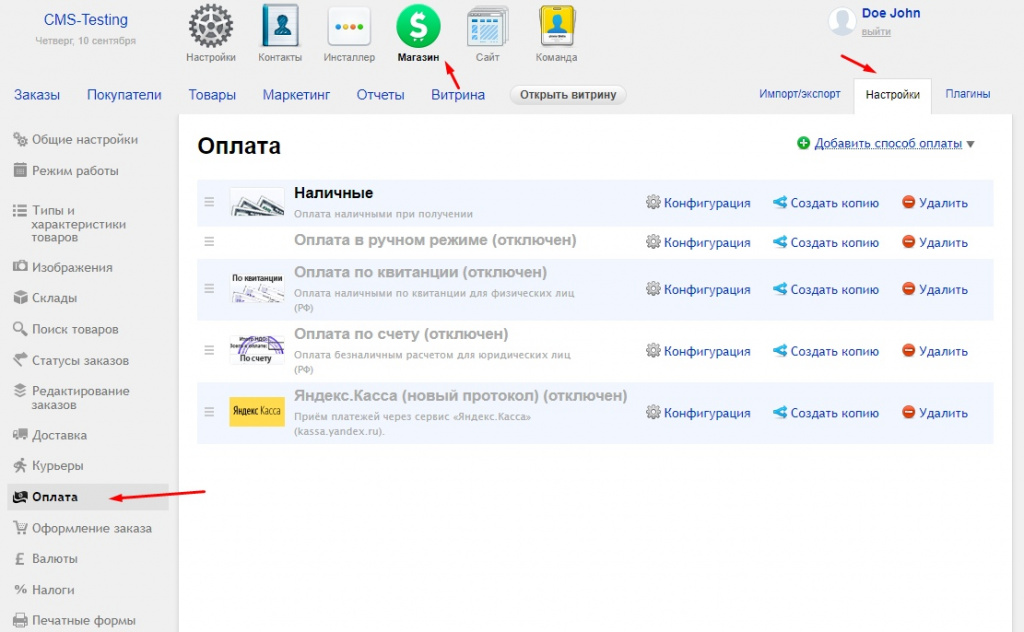 CMS-Testing
Четверг, 10 сентября
Настройки
Контакты
Инсталлер
Магазин
Сайт
Команда
Doe John
выйти
Заказы
Покупатели
Товары
Маркетинг
Отчеты
Витрина
Открыть витрину
Импорт/экспорт
Настройки
Плагины
Общие настройки
Режим работы
Типы и
характеристики
товаров
Изображения
Склады
Поиск товаров
Статусы заказов
Редактирование
заказов
Доставка
Курьеры
Оплата
Оформление заказа
Валюты
Налоги
Печатные формы
Оплата
Добавить способ оплаты ▼
Наличные
Оплата наличными при получении
Конфигурация
Создать копию
Удалить
Оплата в ручном режиме (отключен)
Конфигурация
Создать копию
Удалить
По квитанции
Оплата по квитанции (отключен)
Оплата наличными по квитанции для физических лиц
(РФ)
Конфигурация
Создать копию
Удалить
По счету
Оплата по счету (отключен)
Оплата безналичным расчетом для юридических лиц
(РФ)
Конфигурация
Создать копию
Удалить
Яндекс Касса
Яндекс.Касса (новый протокол) (отключен)
Приём платежей через сервис «Яндекс.Касса»
(kassa.yandex.ru).
Конфигурация
Создать копию
Удалить